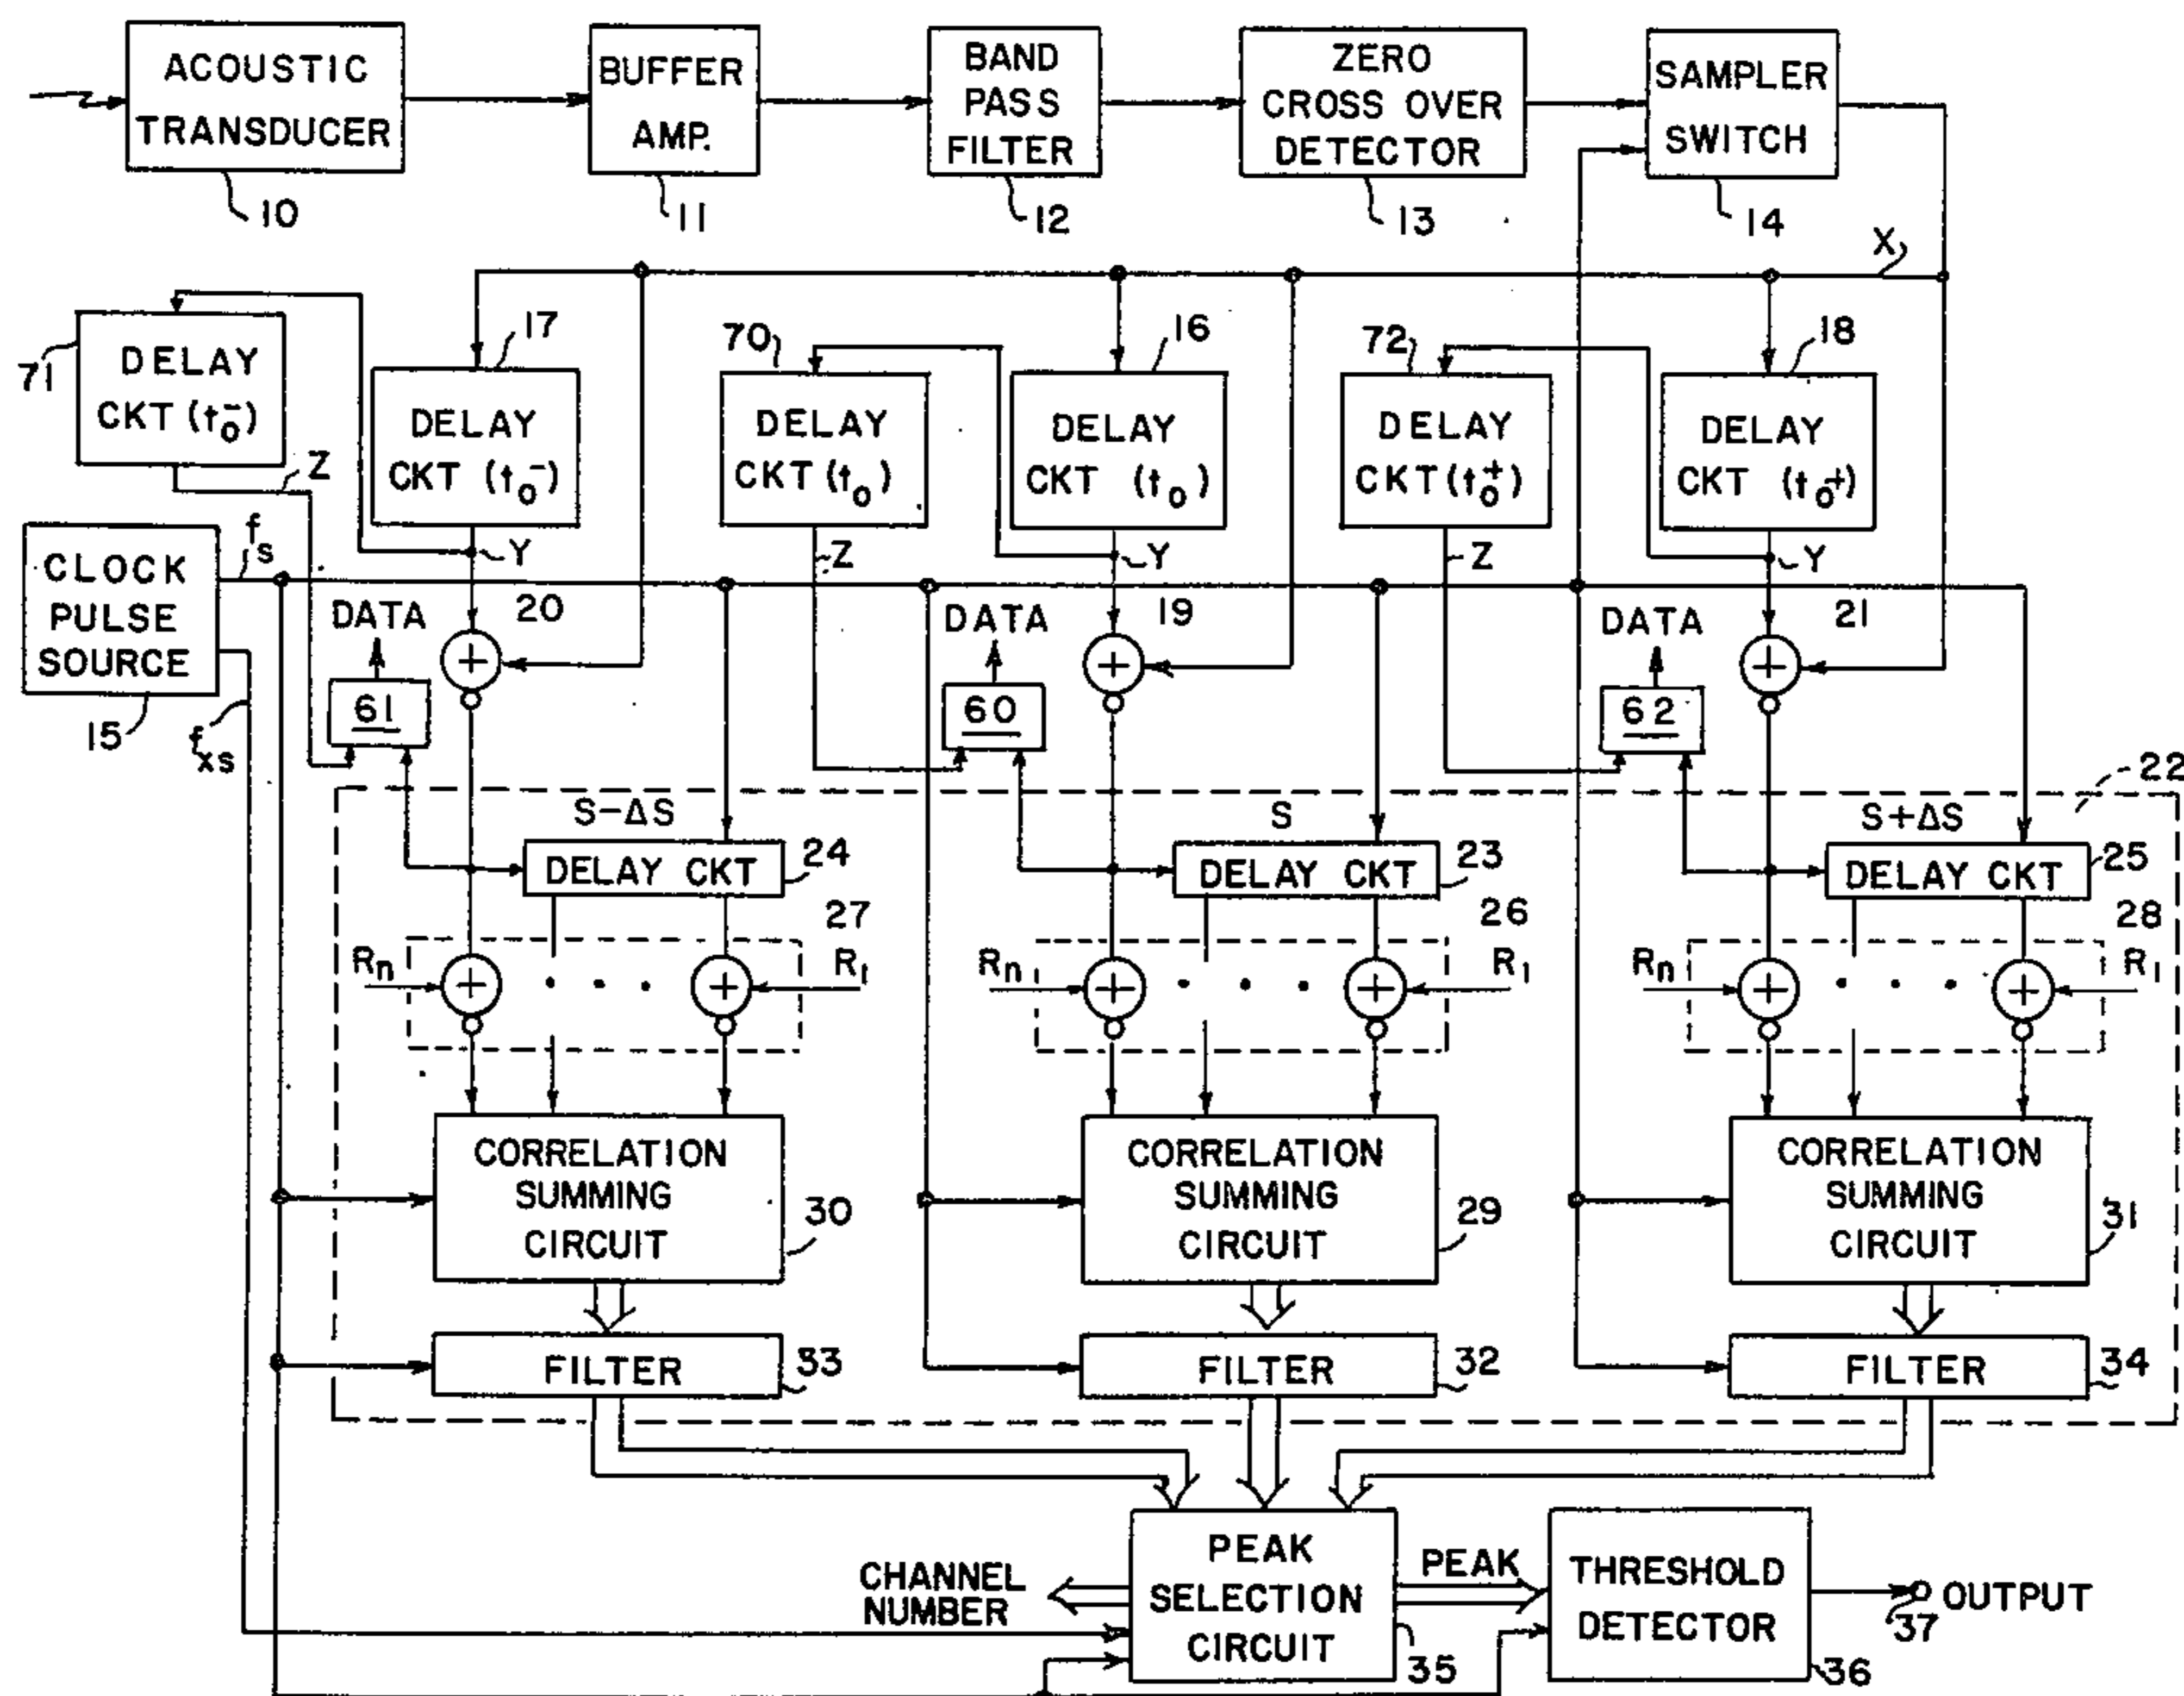 ACOUSTIC
TRANSDUCER
10
BUFFER
AMP.
11
BAND
PASS
FILTER
12
ZERO
CROSS OVER
DETECTOR
13
SAMPLER
SWITCH
14
X
71
DELAY
CKT (t₀⁻)
Z
17
DELAY
CKT (t₀⁻)
Y
70
DELAY
CKT (t₀)
Z
16
DELAY
CKT (t₀)
Y
72
DELAY
CKT (t₀⁺)
Z
18
DELAY
CKT (t₀⁺)
Y
CLOCK
PULSE
SOURCE
15
fs
fxs
DATA
61
20
+
DATA
60
19
+
DATA
62
21
+
22
S-ΔS
DELAY CKT
24
S
DELAY CKT
23
S+ΔS
DELAY CKT
25
27
Rn
+
. . .
+
R1
26
Rn
+
. . .
+
R1
28
Rn
+
. . .
+
R1
CORRELATION
SUMMING
CIRCUIT
30
CORRELATION
SUMMING
CIRCUIT
29
CORRELATION
SUMMING
CIRCUIT
31
FILTER
33
FILTER
32
FILTER
34
CHANNEL
NUMBER
PEAK
SELECTION
CIRCUIT
35
PEAK
THRESHOLD
DETECTOR
36
37
OUTPUT